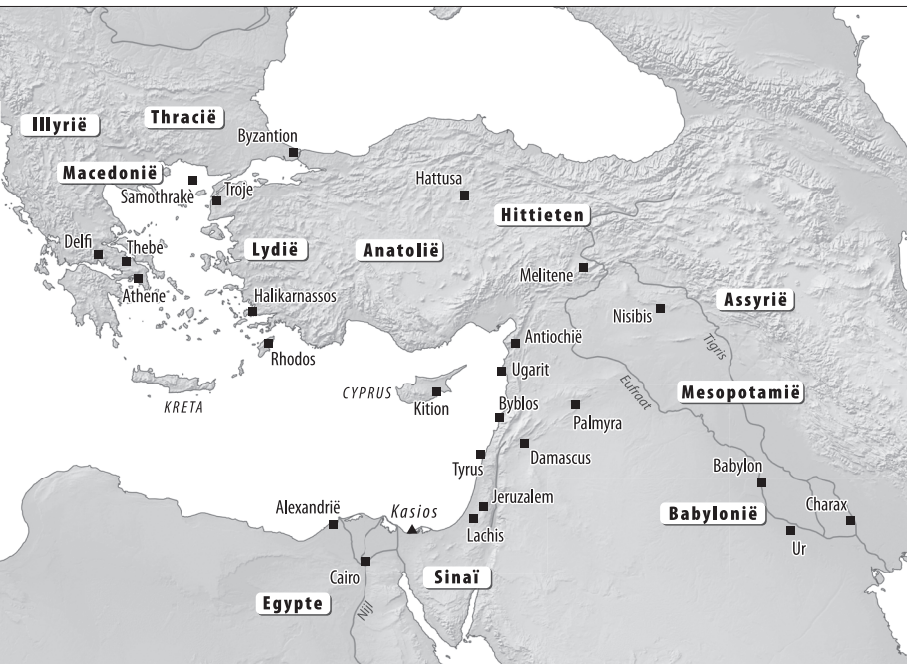 Illyrië
Thracië
Byzantion
Macedonië
Samothrakè
Troje
Hattusa
Hittieten
Delfi
Thebe
Lydië
Anatolië
Melitene
Athene
Halikarnassos
Nisibis
Assyrië
Rhodos
Antiochië
Tigris
Ugarit
Eufraat
KRETA
CYPRUS
Kition
Byblos
Palmyra
Mesopotamië
Tyrus
Damascus
Babylon
Alexandrië
Kasios
Jeruzalem
Lachis
Babylonië
Charax
Ur
Cairo
Sinaï
Egypte
Nijl